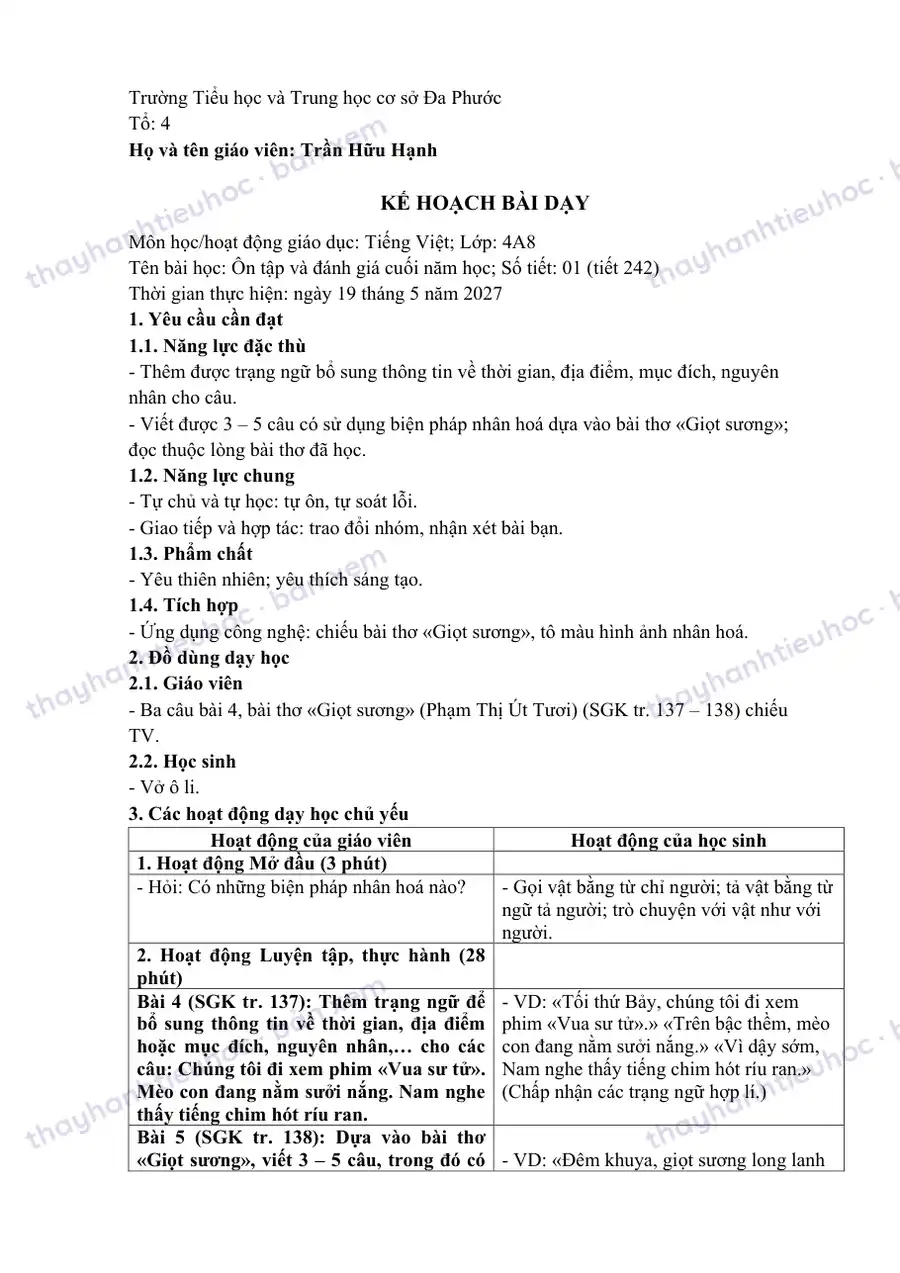 Trường Tiểu học và Trung học cơ sở Đa Phước
Tổ: 4
Họ và tên giáo viên: Trần Hữu Hạnh
KẾ HOẠCH BÀI DẠY
Môn học/hoạt động giáo dục: Tiếng Việt; Lớp: 4A8
Tên bài học: Ôn tập và đánh giá cuối năm học; Số tiết: 01 (tiết 242)
Thời gian thực hiện: ngày 19 tháng 5 năm 2027
1. Yêu cầu cần đạt
1.1. Năng lực đặc thù
- Thêm được trạng ngữ bổ sung thông tin về thời gian, địa điểm, mục đích, nguyên
nhân cho câu.
- Viết được 3 – 5 câu có sử dụng biện pháp nhân hoá dựa vào bài thơ «Giọt sương»;
đọc thuộc lòng bài thơ đã học.
1.2. Năng lực chung
- Tự chủ và tự học: tự ôn, tự soát lỗi.
- Giao tiếp và hợp tác: trao đổi nhóm, nhận xét bài bạn.
1.3. Phẩm chất
- Yêu thiên nhiên; yêu thích sáng tạo.
1.4. Tích hợp
- Ứng dụng công nghệ: chiếu bài thơ «Giọt sương», tô màu hình ảnh nhân hoá.
2. Đồ dùng dạy học
2.1. Giáo viên
- Ba câu bài 4, bài thơ «Giọt sương» (Phạm Thị Út Tươi) (SGK tr. 137 – 138) chiếu
TV.
2.2. Học sinh
- Vở ô li.
3. Các hoạt động dạy học chủ yếu
Hoạt động của giáo viên
Hoạt động của học sinh
1. Hoạt động Mở đầu (3 phút)
- Hỏi: Có những biện pháp nhân hoá nào?
- Gọi vật bằng từ chỉ người; tả vật bằng từ
ngữ tả người; trò chuyện với vật như với
người.
2. Hoạt động Luyện tập, thực hành (28
phút)
Bài 4 (SGK tr. 137): Thêm trạng ngữ để
bổ sung thông tin về thời gian, địa điểm
hoặc mục đích, nguyên nhân,… cho các
câu: Chúng tôi đi xem phim «Vua sư tử».
Mèo con đang nằm sưởi nắng. Nam nghe
thấy tiếng chim hót ríu ran.
- VD: «Tối thứ Bảy, chúng tôi đi xem
phim «Vua sư tử».» «Trên bậc thềm, mèo
con đang nằm sưởi nắng.» «Vì dậy sớm,
Nam nghe thấy tiếng chim hót ríu ran.»
(Chấp nhận các trạng ngữ hợp lí.)
Bài 5 (SGK tr. 138): Dựa vào bài thơ
«Giọt sương», viết 3 – 5 câu, trong đó có
- VD: «Đêm khuya, giọt sương long lanh
thayhanhtieuhoc · bản xem
thayhanhtieuhoc · b
thayhanhtieuhoc · bản xem
thayhanhtieuhoc · b
thayhanhtieuhoc · bản xem
thayhanhtieuhoc · b